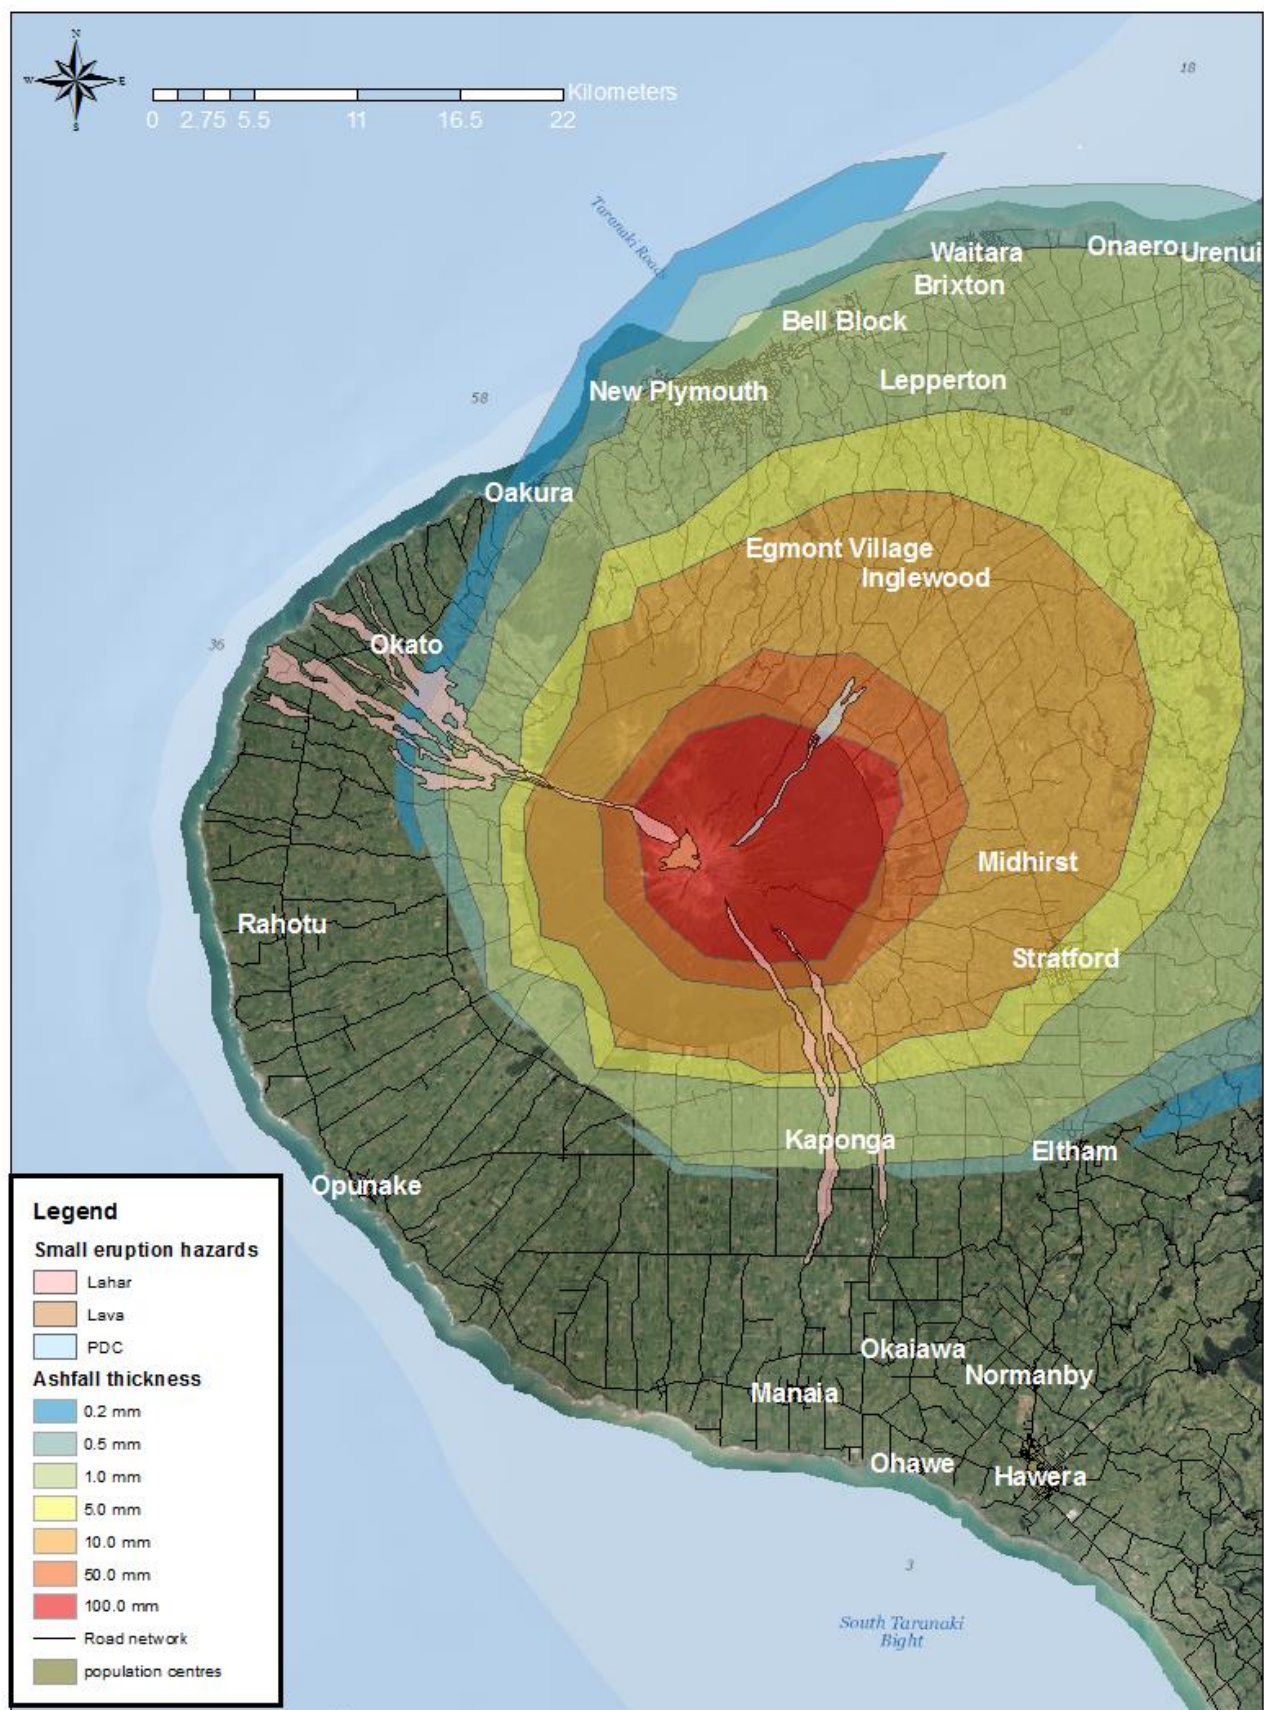 N
W E
S
Kilometers
0 2.75 5.5 11 16.5 22
18
Taranaki Roads
Waitara
Onaero
Urenui
Brixton
Bell Block
Lepperton
New Plymouth
58
Oakura
Egmont Village
Inglewood
36
Okato
Midhirst
Rahotu
Stratford
Kaponga
Eltham
Opunake
Okaiawa
Normanby
Manaia
Ohawe
Hawera
3
South Taranaki
Bight
Legend
Small eruption hazards
Lahar
Lava
PDC
Ashfall thickness
0.2 mm
0.5 mm
1.0 mm
5.0 mm
10.0 mm
50.0 mm
100.0 mm
Road network
population centres